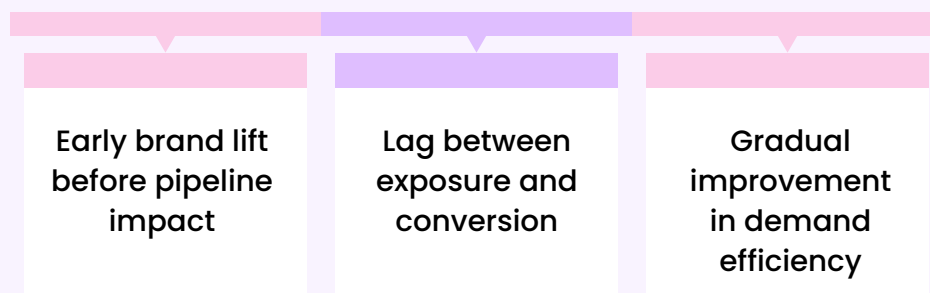 Early brand lift
before pipeline
impact
Lag between
exposure and
conversion
Gradual
improvement
in demand
efficiency